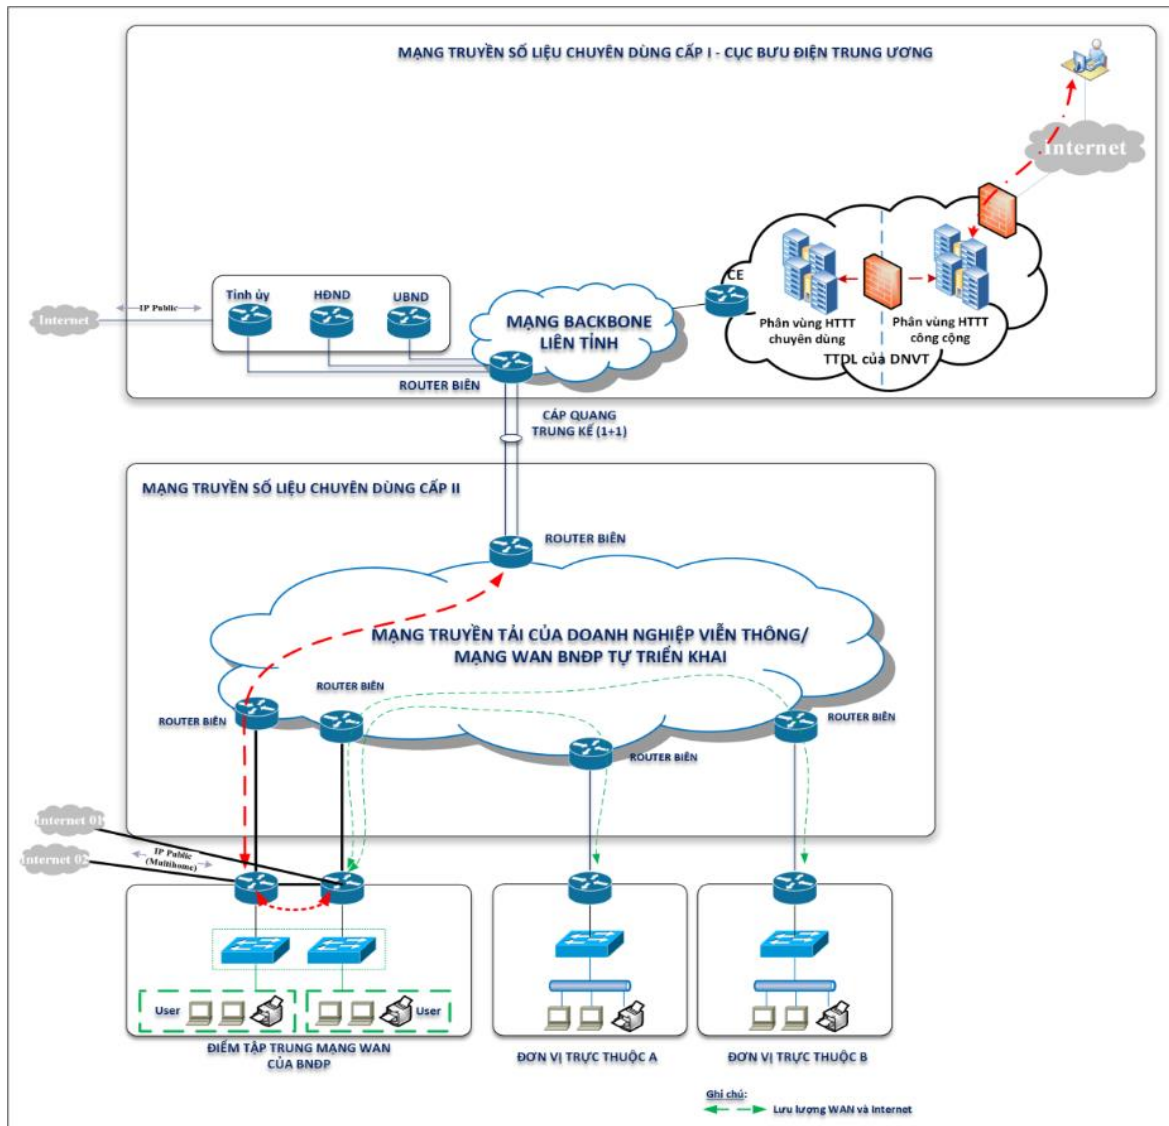 MẠNG TRUYỀN SỐ LIỆU CHUYÊN DÙNG CẤP I - CỤC BƯU ĐIỆN TRUNG ƯƠNG
Internet
Tỉnh ủy
HĐND
UBND
IP Public
Internet
MẠNG BACKBONE
LIÊN TỈNH
CE
Phân vùng HTTT
chuyên dùng
Phân vùng HTTT
công cộng
TTDL của DNVT
ROUTER BIÊN
CÁP QUANG
TRUNG KẾ (1+1)
MẠNG TRUYỀN SỐ LIỆU CHUYÊN DÙNG CẤP II
ROUTER BIÊN
MẠNG TRUYỀN TẢI CỦA DOANH NGHIỆP VIỄN THÔNG/
MẠNG WAN BNĐP TỰ TRIỂN KHAI
ROUTER BIÊN
ROUTER BIÊN
ROUTER BIÊN
ROUTER BIÊN
Internet 01
Internet 02
IP Public
(Multihome)
User
User
ĐIỂM TẬP TRUNG MẠNG WAN
CỦA BNĐP
ĐƠN VỊ TRỰC THUỘC A
ĐƠN VỊ TRỰC THUỘC B
Ghi chú:
Lưu lượng WAN và Internet